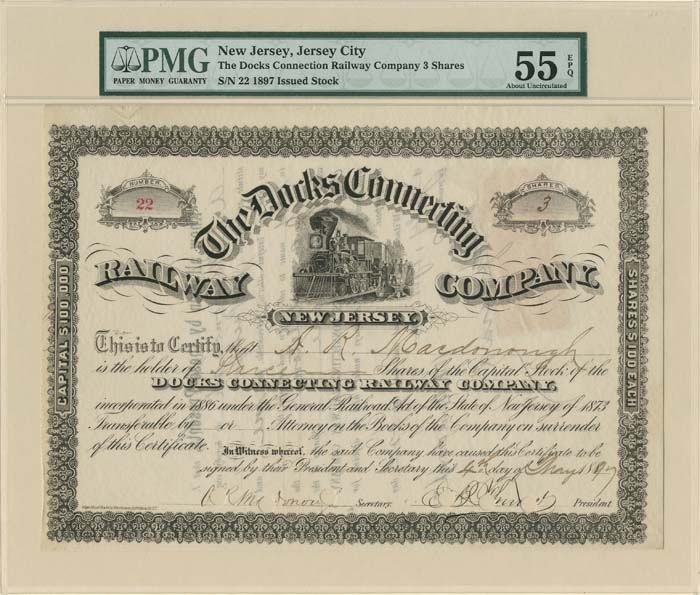 PMG
PAPER MONEY GUARANTY
New Jersey, Jersey City
The Docks Connection Railway Company 3 Shares
S/N 22 1897 Issued Stock
55 EPQ
About Uncirculated
NUMBER
22
SHARES
3
The Docks Connecting
RAILWAY COMPANY.
NEW JERSEY
CAPITAL $100,000
SHARES $100 EACH
This is to Certify, that A. R. Macdonough
is the holder of Three Shares of the Capital Stock of the
DOCKS CONNECTING RAILWAY COMPANY,
incorporated in 1886 under the General Railroad Act of the State of New Jersey of 1873
Transferable by or Attorney on the Books of the Company on surrender
of this Certificate. In Witness whereof, the said Company have caused this Certificate to be
signed by their President and Secretary this 4th day of May 1897
Secretary. President